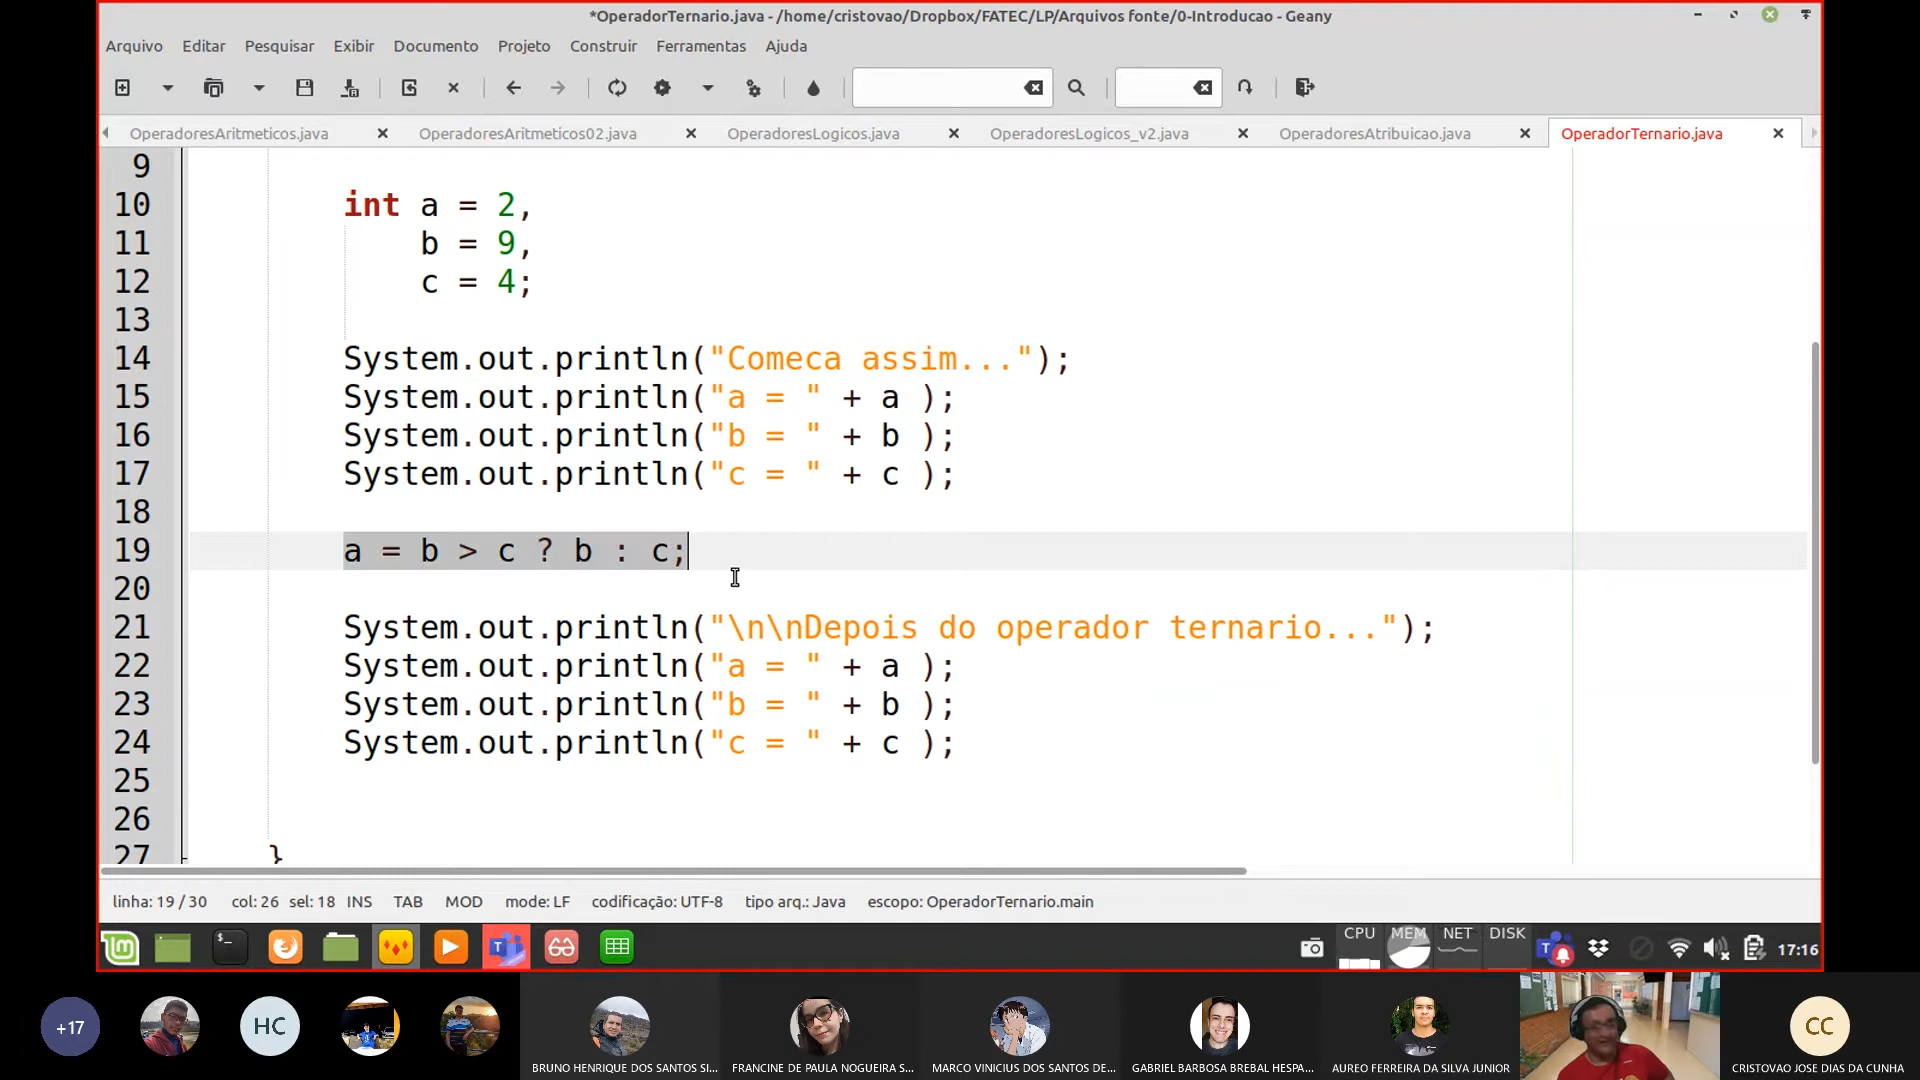 *OperadorTernario.java - /home/cristovao/Dropbox/FATEC/LP/Arquivos fonte/0-Introducao - Geany
Arquivo Editar Pesquisar Exibir Documento Projeto Construir Ferramentas Ajuda
OperadoresAritmeticos.java OperadoresAritmeticos02.java OperadoresLogicos.java OperadoresLogicos_v2.java OperadoresAtribuicao.java OperadorTernario.java
9
10 int a = 2,
11 b = 9,
12 c = 4;
13
14 System.out.println("Comeca assim...");
15 System.out.println("a = " + a );
16 System.out.println("b = " + b );
17 System.out.println("c = " + c );
18
19 a = b > c ? b : c;
20
21 System.out.println("\n\nDepois do operador ternario...");
22 System.out.println("a = " + a );
23 System.out.println("b = " + b );
24 System.out.println("c = " + c );
25
26
27 }
linha: 19 / 30 col: 26 sel: 18 INS TAB MOD mode: LF codificação: UTF-8 tipo arq.: Java escopo: OperadorTernario.main
CPU MEM NET DISK 17:16
+17 HC CC
BRUNO HENRIQUE DOS SANTOS SI... FRANCINE DE PAULA NOGUEIRA S... MARCO VINICIUS DOS SANTOS DE... GABRIEL BARBOSA BREBAL HESPA... AUREO FERREIRA DA SILVA JUNIOR CRISTOVAO JOSE DIAS DA CUNHA